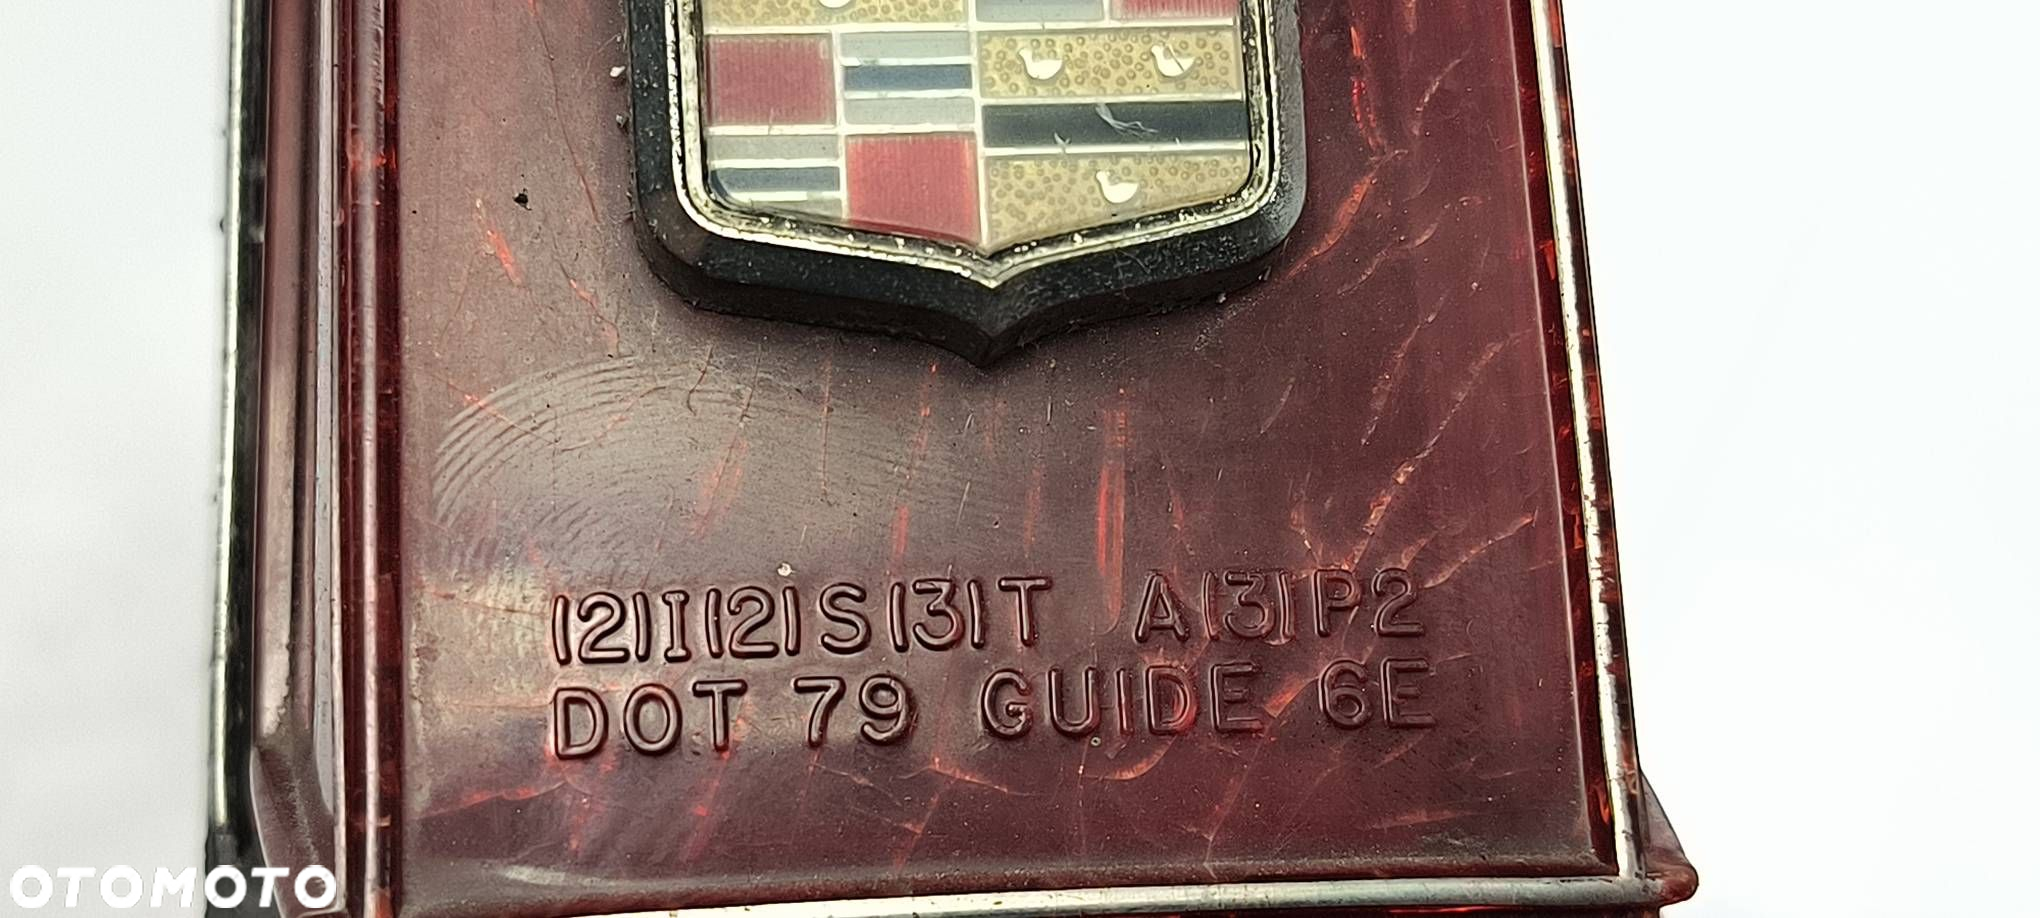 (2)I(2)S(3)T A(3)P2
DOT 79 GUIDE 6E
OTOMOTO